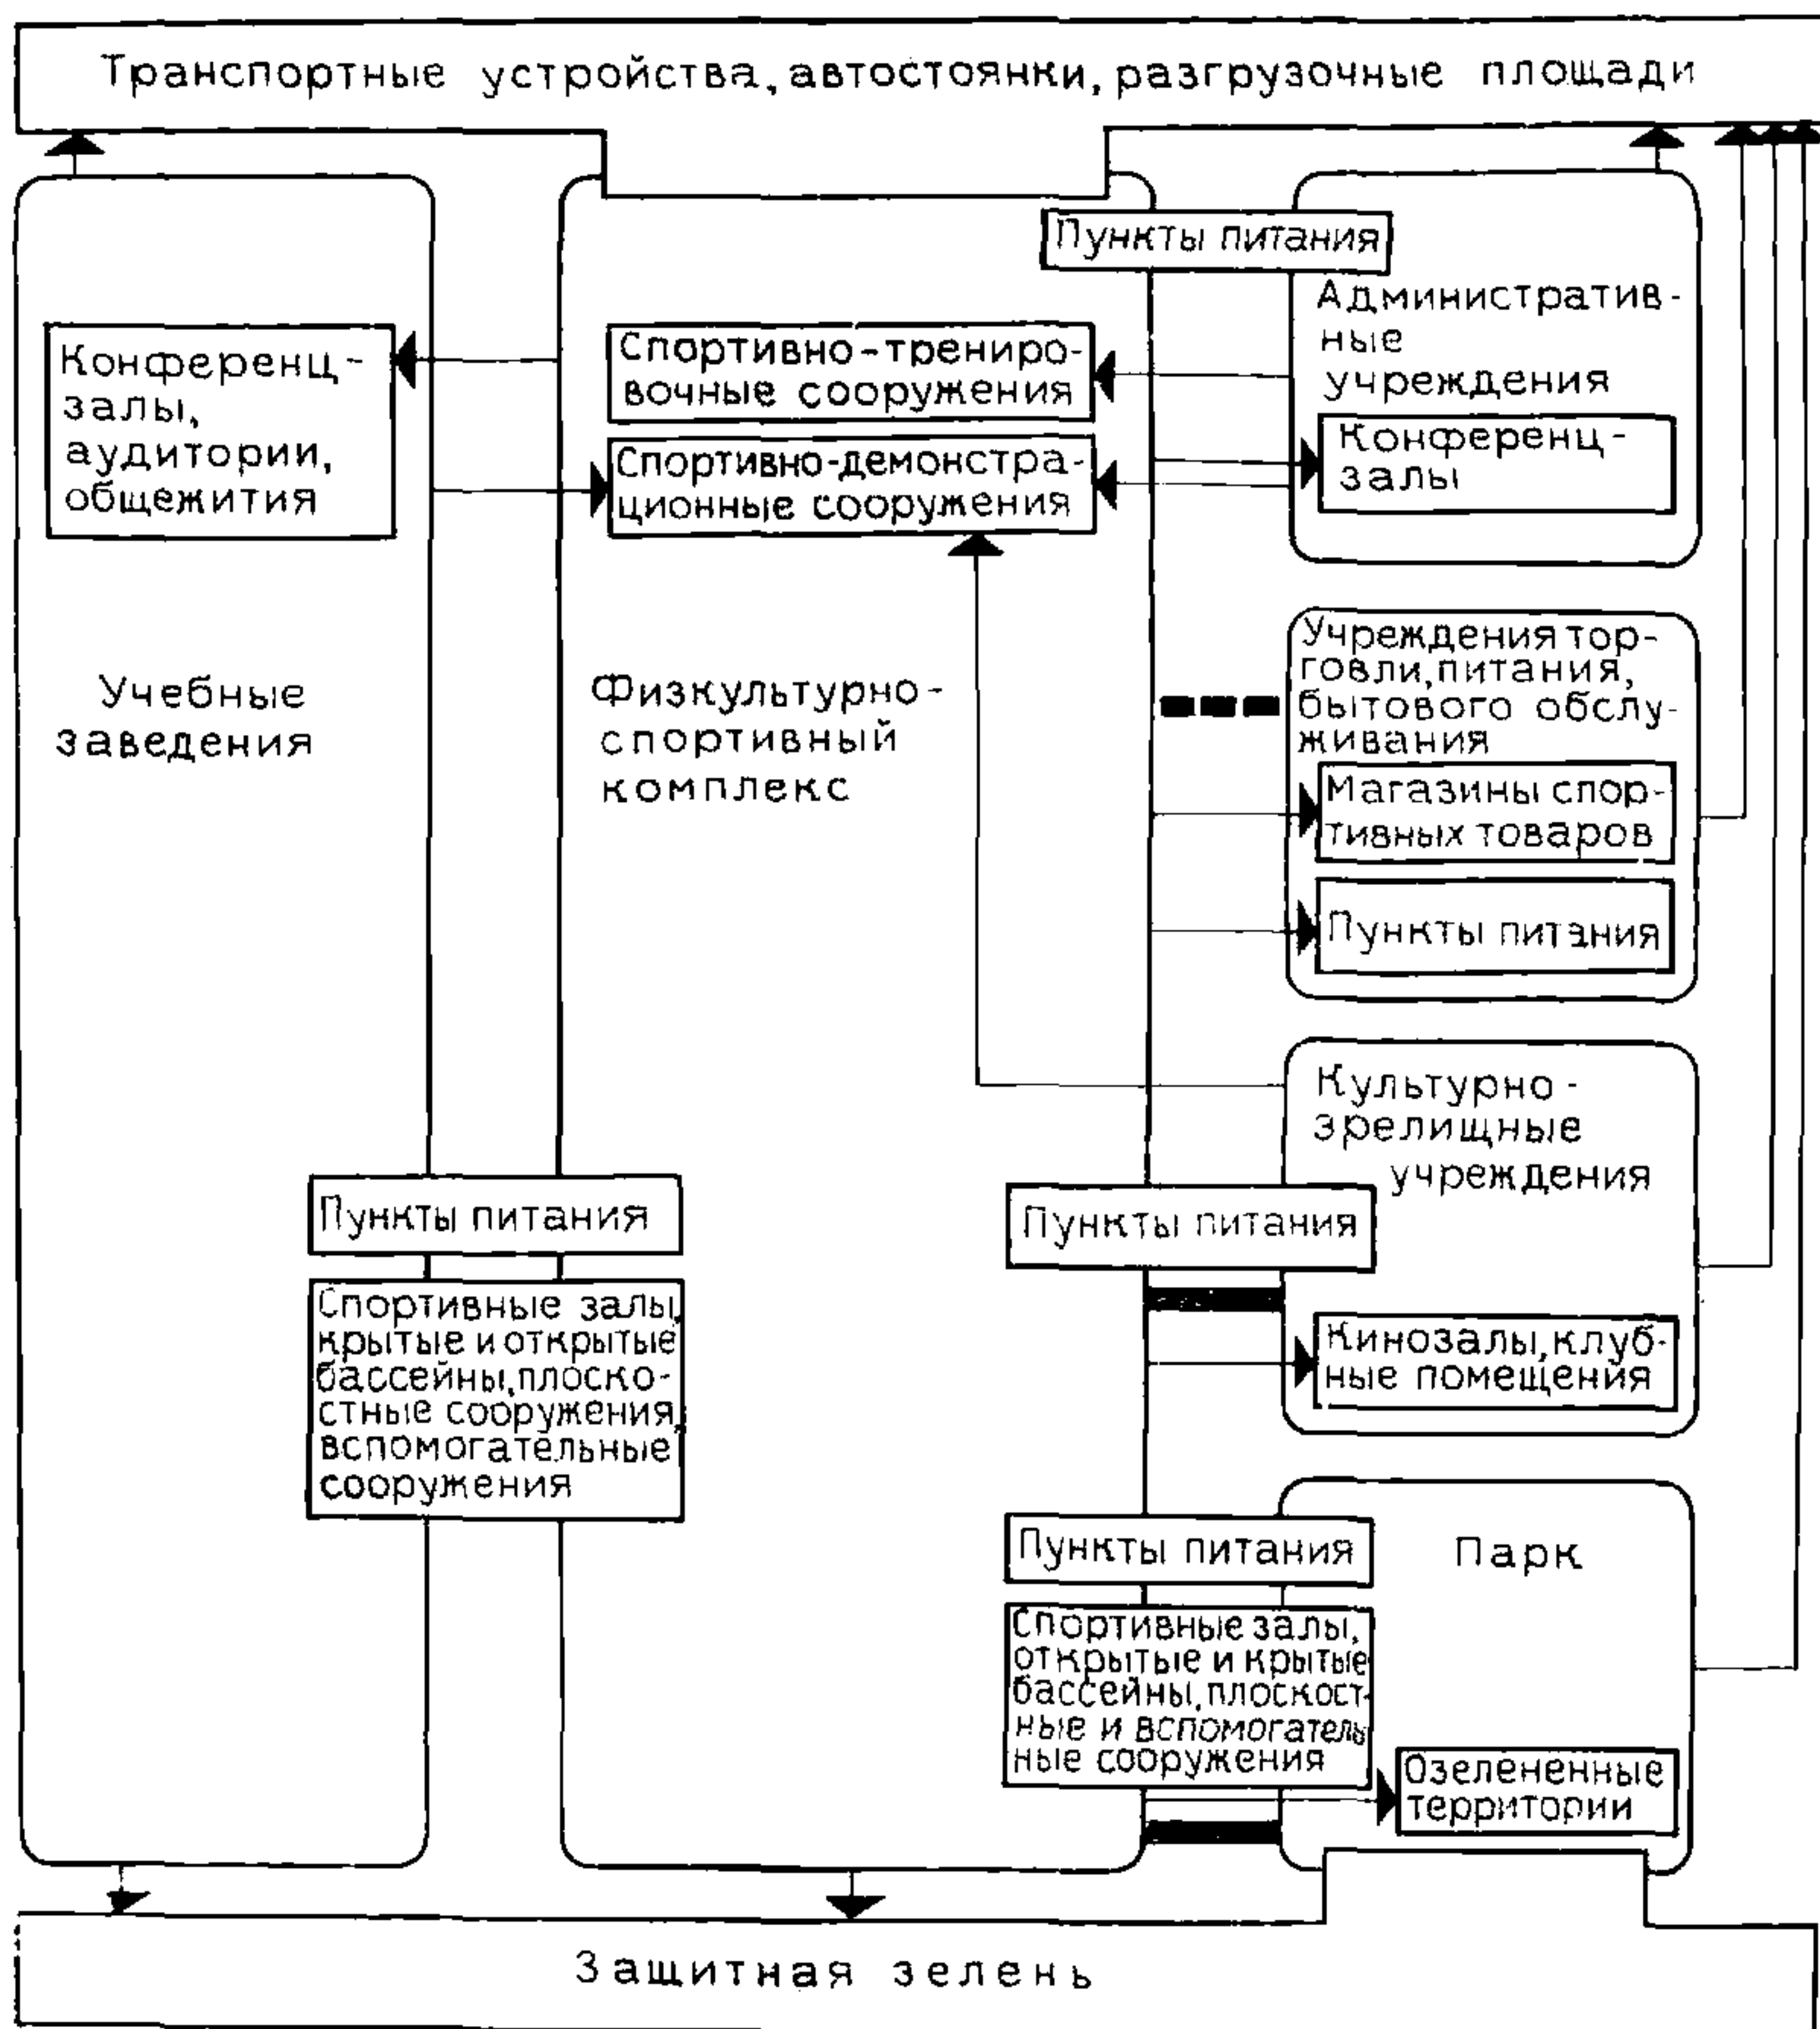 Транспортные устройства, автостоянки, разгрузочные площади
Пункты питания
Административ-
ные
учреждения
Конференц-
залы
Конференц-
залы,
аудитории,
общежития
Спортивно-трениро-
вочные сооружения
Спортивно-демонстра-
ционные сооружения
Учебные
заведения
Физкультурно-
спортивный
комплекс
Учреждения тор-
говли, питания,
бытового обслу-
живания
Магазины спор-
тивных товаров
Пункты питания
Культурно-
зрелищные
учреждения
Пункты питания
Пункты питания
Спортивные залы,
крытые и открытые
бассейны, плоско-
стные сооружения,
вспомогательные
сооружения
Кинозалы, клуб-
ные помещения
Пункты питания
Парк
Спортивные залы,
открытые и крытые
бассейны, плоскост-
ные и вспомогатель
ные сооружения
Озелененные
территории
Защитная зелень